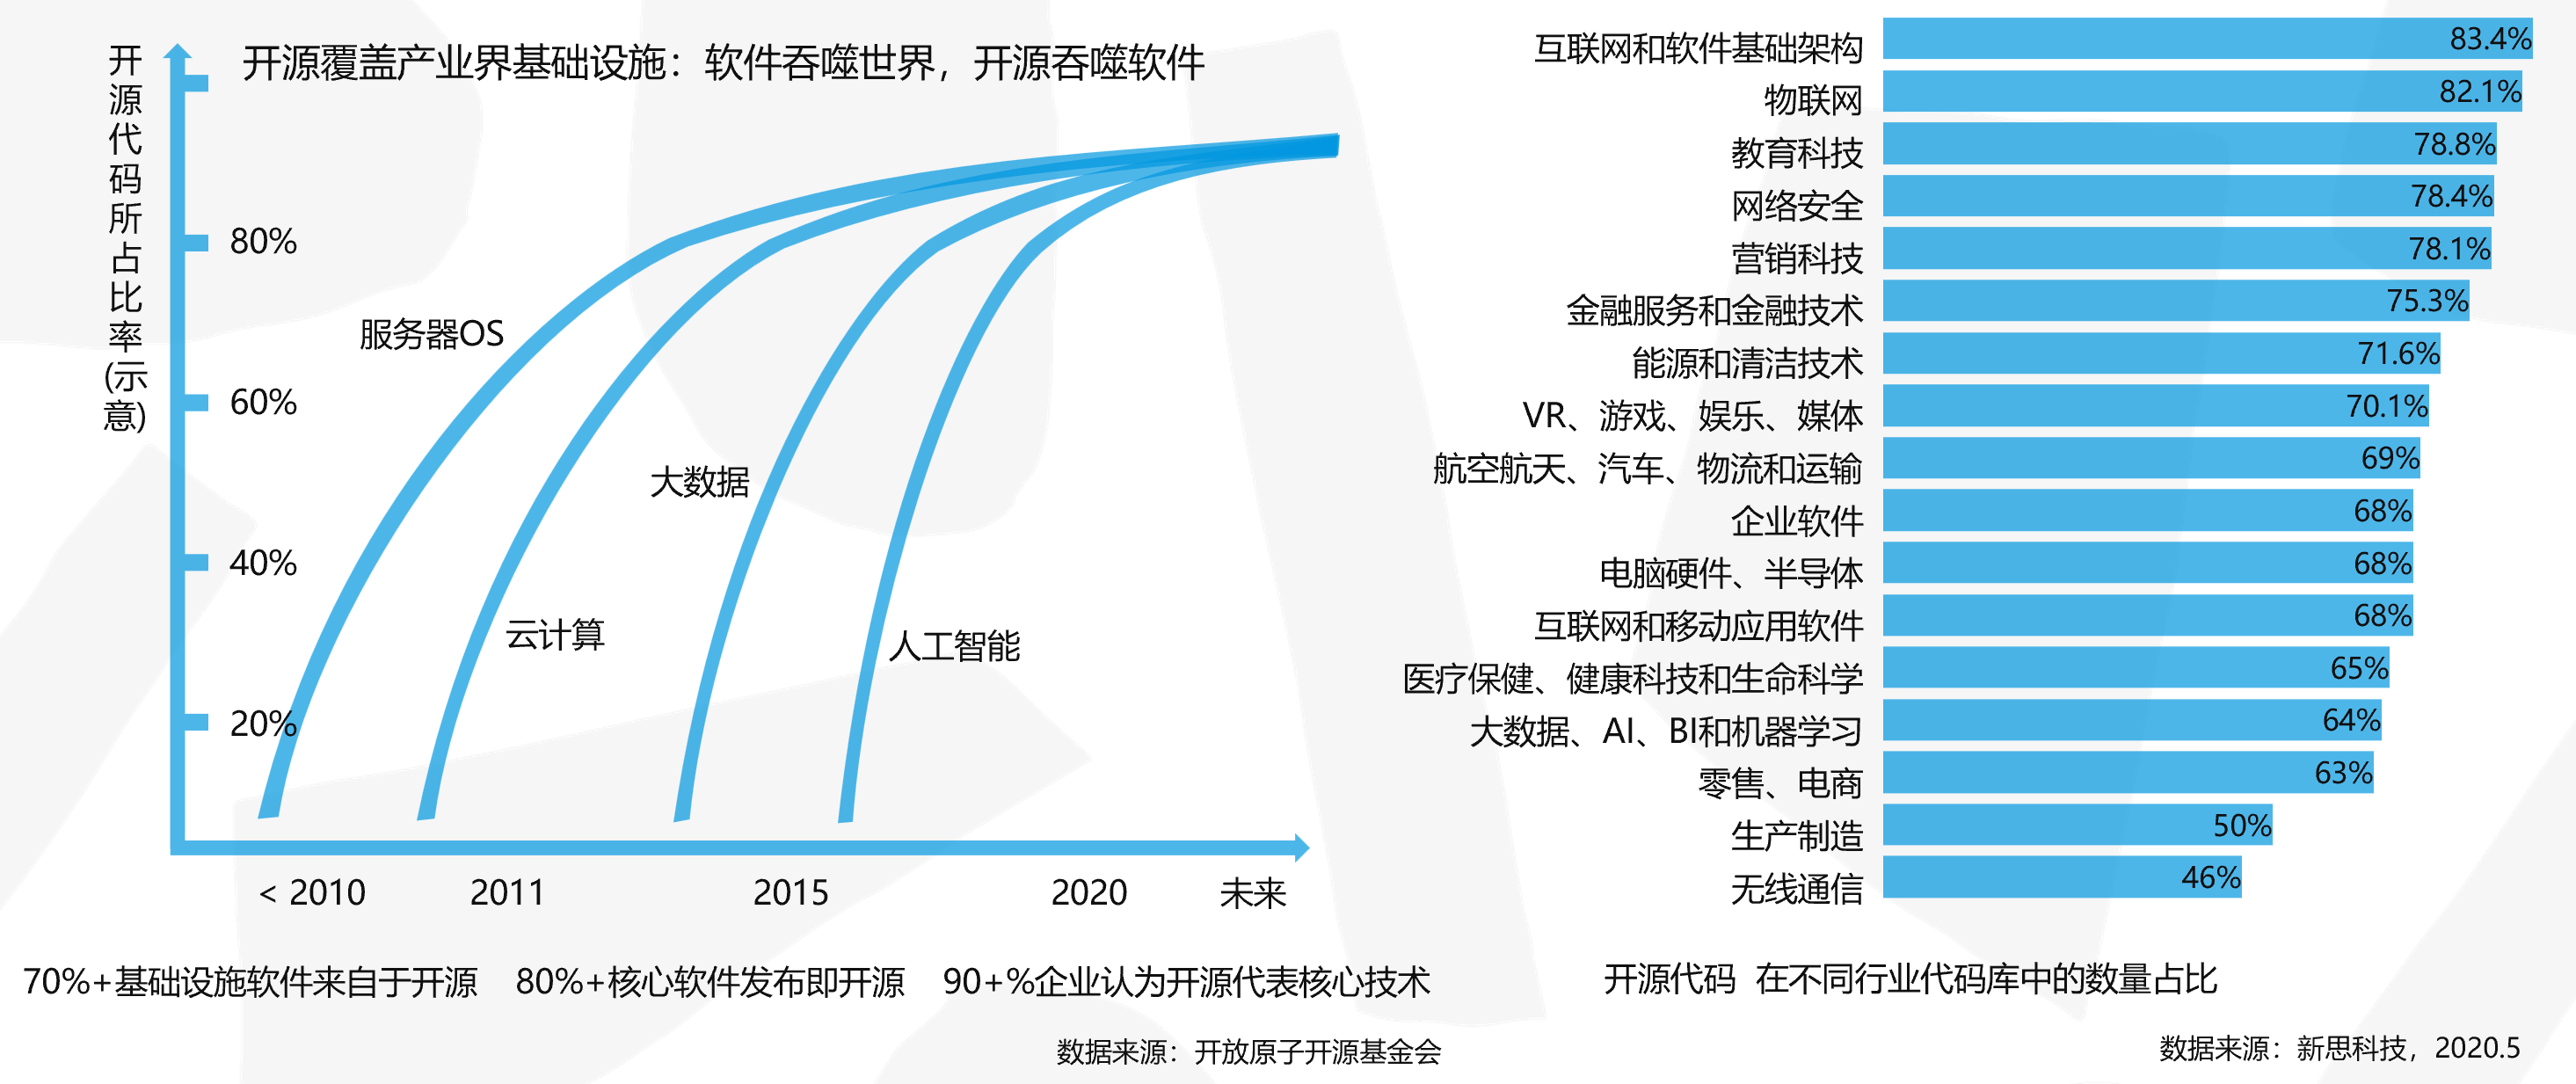 开源覆盖产业界基础设施：软件吞噬世界，开源吞噬软件
开源代码所占比率(示意)
80%
60%
40%
20%
服务器OS
云计算
大数据
人工智能
< 2010
2011
2015
2020
未来
70%+基础设施软件来自于开源 80%+核心软件发布即开源 90+%企业认为开源代表核心技术
数据来源：开放原子开源基金会
互联网和软件基础架构 83.4%
物联网 82.1%
教育科技 78.8%
网络安全 78.4%
营销科技 78.1%
金融服务和金融技术 75.3%
能源和清洁技术 71.6%
VR、游戏、娱乐、媒体 70.1%
航空航天、汽车、物流和运输 69%
企业软件 68%
电脑硬件、半导体 68%
互联网和移动应用软件 68%
医疗保健、健康科技和生命科学 65%
大数据、AI、BI和机器学习 64%
零售、电商 63%
生产制造 50%
无线通信 46%
开源代码 在不同行业代码库中的数量占比
数据来源：新思科技，2020.5